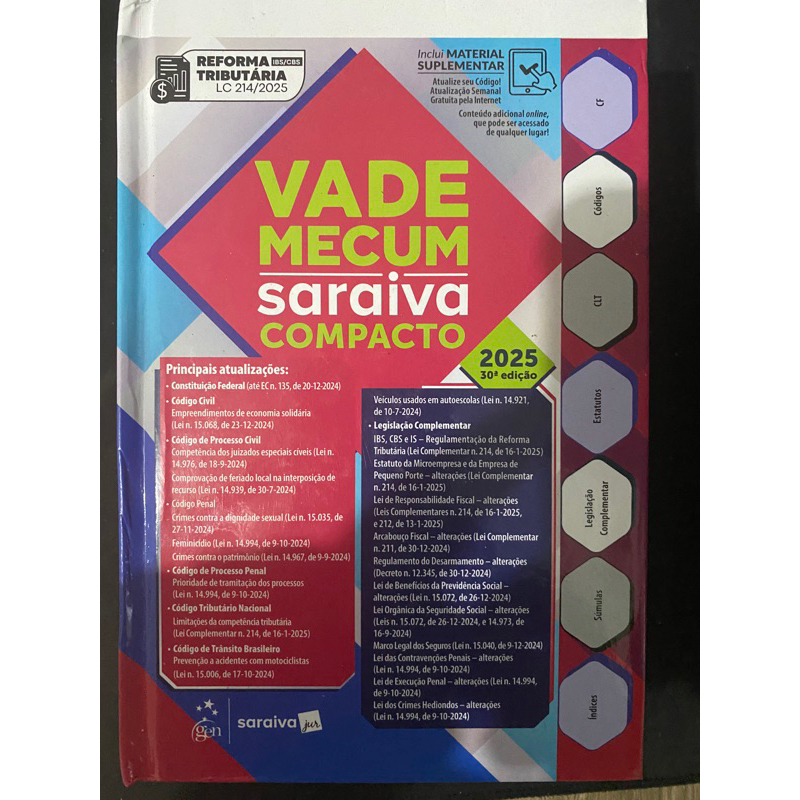 REFORMA IBS/CBS
TRIBUTÁRIA
LC 214/2025
$
Inclui MATERIAL
SUPLEMENTAR
Atualize seu Código!
Atualização Semanal
Gratuita pela Internet
Conteúdo adicional online,
que pode ser acessado
de qualquer lugar!
VADE
MECUM
saraiva
COMPACTO
2025
30ª edição
Principais atualizações:
• Constituição Federal (até EC n. 135, de 20-12-2024)
• Código Civil
Empreendimentos de economia solidária
(Lei n. 15.068, de 23-12-2024)
• Código de Processo Civil
Competência dos juizados especiais cíveis (Lei n.
14.976, de 18-9-2024)
Comprovação de feriado local na interposição de
recurso (Lei n. 14.939, de 30-7-2024)
• Código Penal
Crimes contra a dignidade sexual (Lei n. 15.035, de
27-11-2024)
Feminicídio (Lei n. 14.994, de 9-10-2024)
Crimes contra o patrimônio (Lei n. 14.967, de 9-9-2024)
• Código de Processo Penal
Prioridade de tramitação dos processos
(Lei n. 14.994, de 9-10-2024)
• Código Tributário Nacional
Limitações da competência tributária
(Lei Complementar n. 214, de 16-1-2025)
• Código de Trânsito Brasileiro
Prevenção a acidentes com motociclistas
(Lei n. 15.006, de 17-10-2024)
Veículos usados em autoescolas (Lei n. 14.921,
de 10-7-2024)
• Legislação Complementar
IBS, CBS e IS – Regulamentação da Reforma
Tributária (Lei Complementar n. 214, de 16-1-2025)
Estatuto da Microempresa e da Empresa de
Pequeno Porte – alterações (Lei Complementar
n. 214, de 16-1-2025)
Lei de Responsabilidade Fiscal – alterações
(Leis Complementares n. 214, de 16-1-2025,
e 212, de 13-1-2025)
Arcabouço Fiscal – alterações (Lei Complementar
n. 211, de 30-12-2024)
Regulamento do Desarmamento – alterações
(Decreto n. 12.345, de 30-12-2024)
Lei de Benefícios da Previdência Social –
alterações (Lei n. 15.072, de 26-12-2024)
Lei Orgânica da Seguridade Social – alterações
(Leis n. 15.072, de 26-12-2024, e 14.973, de
16-9-2024)
Marco Legal dos Seguros (Lei n. 15.040, de 9-12-2024)
Lei das Contravenções Penais – alterações
(Lei n. 14.994, de 9-10-2024)
Lei de Execução Penal – alterações (Lei n. 14.994,
de 9-10-2024)
Lei dos Crimes Hediondos – alterações
(Lei n. 14.994, de 9-10-2024)
CF
Códigos
CLT
Estatutos
Legislação
Complementar
Súmulas
Índices
gen
saraiva jur